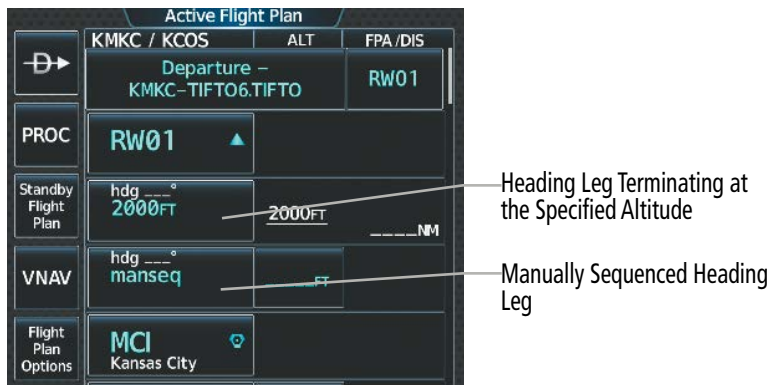 Active Flight Plan
KMKC / KCOS ALT FPA/DIS
Departure –
KMKC–TIFTO6.TIFTO
RW01
PROC
RW01
Standby
Flight
Plan
hdg ___°
2000FT
2000FT
____NM
Heading Leg Terminating at
the Specified Altitude
VNAV
hdg ___°
manseq
_____FT
Manually Sequenced Heading
Leg
Flight
Plan
Options
MCI
Kansas City